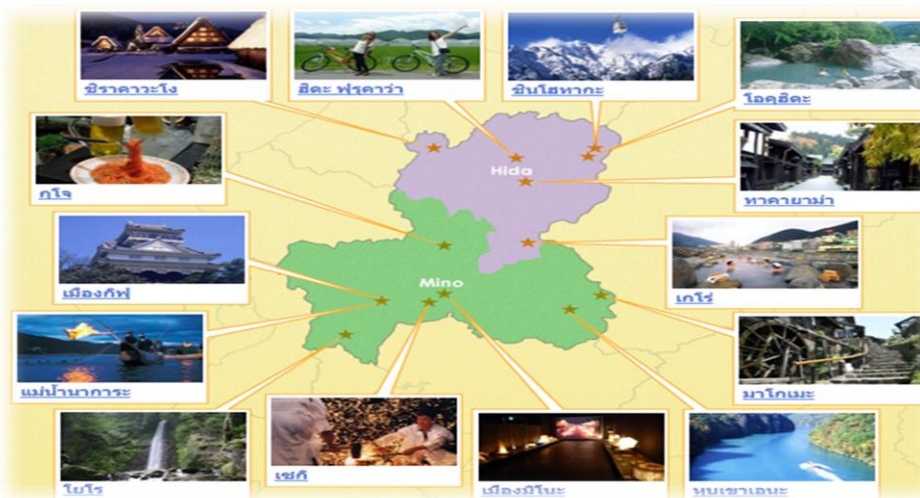 ชิราคาวะโง
ฮิดะ ฟุรุคาว่า
ชินโฮทากะ
โอคุฮิดะ
กุโจ
Hida
ทาคายาม่า
เมืองกิฟุ
Mino
เกโร่
แม่น้ำนาการะ
มาโกเมะ
โยโร
เซกิ
เมืองมิโนะ
หุบเขาเอนะ